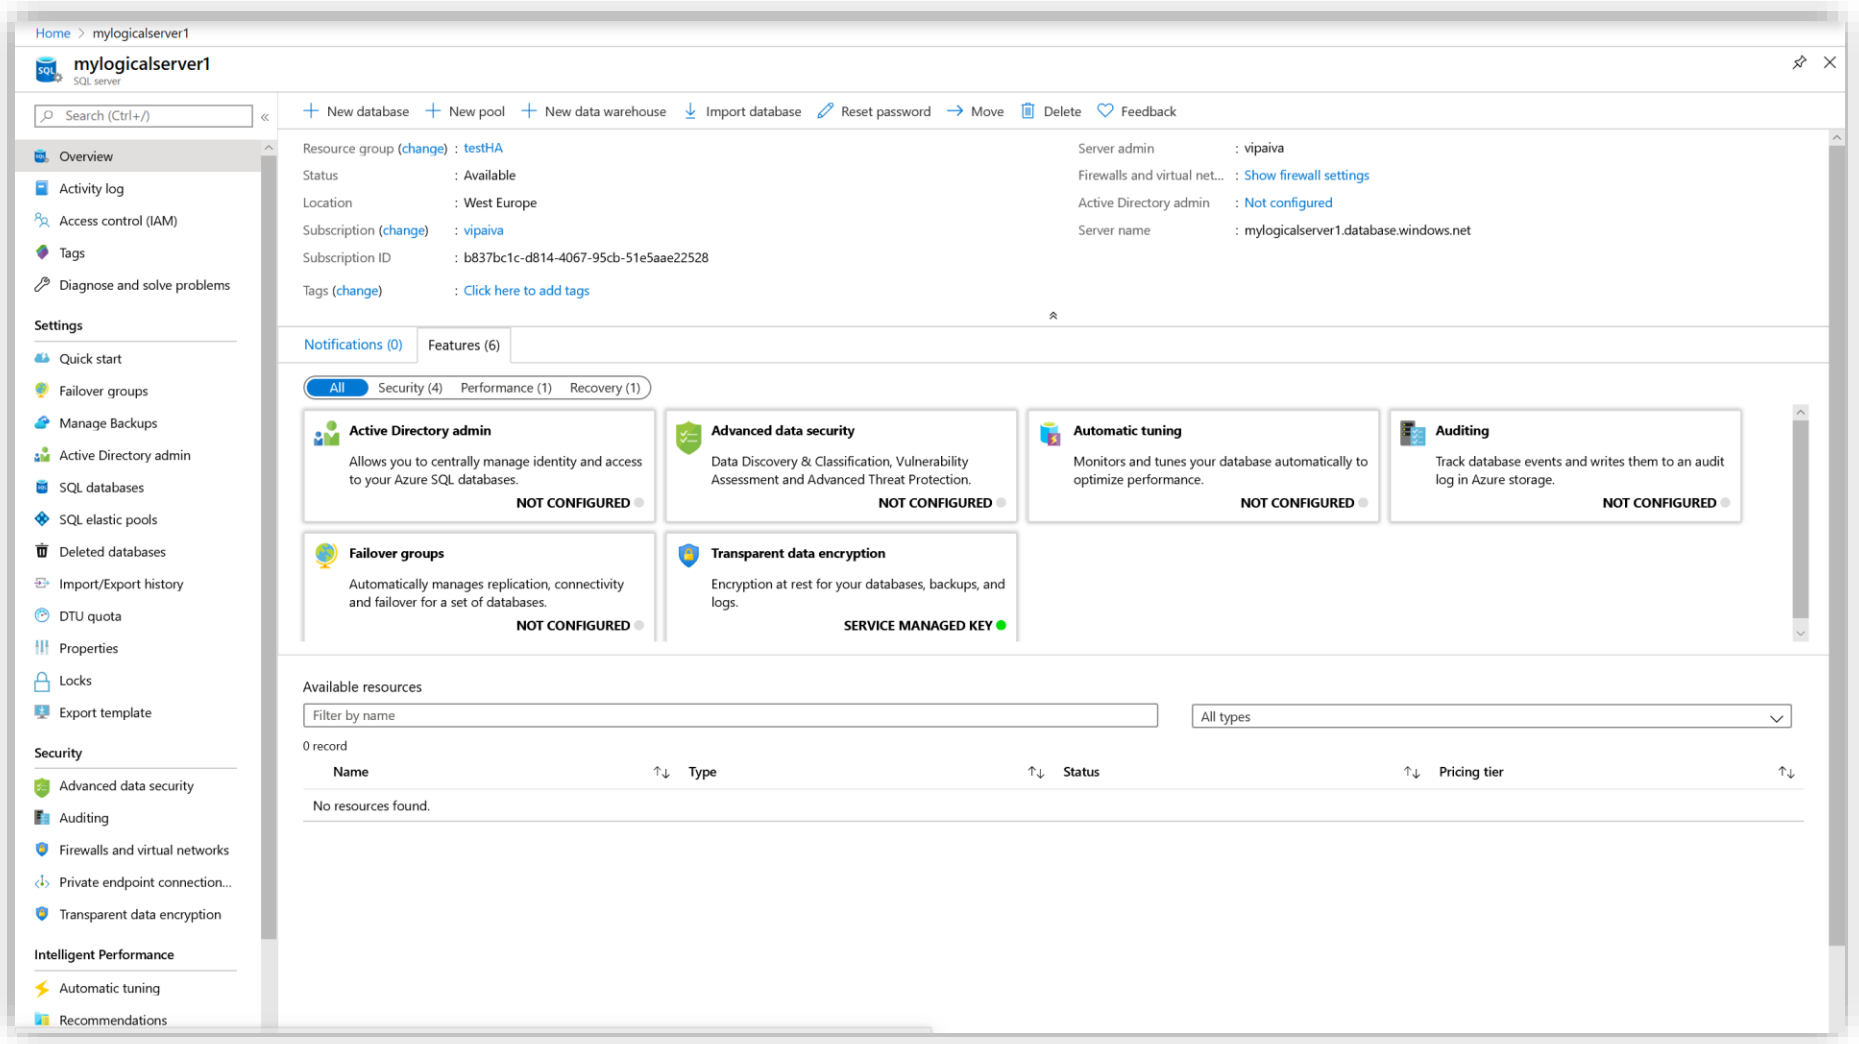 Home > mylogicalserver1
mylogicalserver1
SQL server
Search (Ctrl+/)
«
Overview
Activity log
Access control (IAM)
Tags
Diagnose and solve problems
Settings
Quick start
Failover groups
Manage Backups
Active Directory admin
SQL databases
SQL elastic pools
Deleted databases
Import/Export history
DTU quota
Properties
Locks
Export template
Security
Advanced data security
Auditing
Firewalls and virtual networks
Private endpoint connection...
Transparent data encryption
Intelligent Performance
Automatic tuning
Recommendations
New database New pool New data warehouse Import database Reset password Move Delete Feedback
Resource group (change) : testHA
Status : Available
Location : West Europe
Subscription (change) : vipaiva
Subscription ID : b837bc1c-d814-4067-95cb-51e5aae22528
Tags (change) : Click here to add tags
Server admin : vipaiva
Firewalls and virtual net... : Show firewall settings
Active Directory admin : Not configured
Server name : mylogicalserver1.database.windows.net
Notifications (0) Features (6)
All Security (4) Performance (1) Recovery (1)
Active Directory admin
Allows you to centrally manage identity and access
to your Azure SQL databases.
NOT CONFIGURED
Advanced data security
Data Discovery & Classification, Vulnerability
Assessment and Advanced Threat Protection.
NOT CONFIGURED
Automatic tuning
Monitors and tunes your database automatically to
optimize performance.
NOT CONFIGURED
Auditing
Track database events and writes them to an audit
log in Azure storage.
NOT CONFIGURED
Failover groups
Automatically manages replication, connectivity
and failover for a set of databases.
NOT CONFIGURED
Transparent data encryption
Encryption at rest for your databases, backups, and
logs.
SERVICE MANAGED KEY
Available resources
Filter by name
All types
0 record
Name Type Status Pricing tier
No resources found.